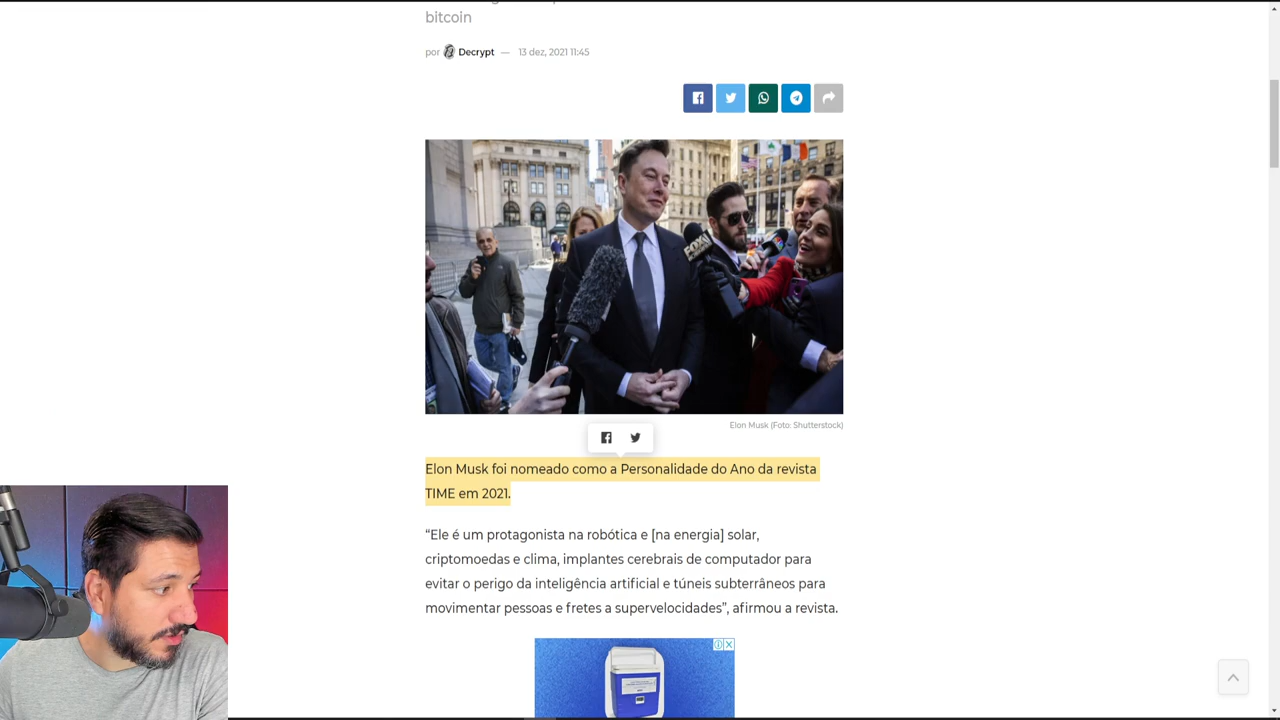 bitcoin
por Decrypt — 13 dez, 2021 11:45
FOX
Elon Musk (Foto: Shutterstock)
Elon Musk foi nomeado como a Personalidade do Ano da revista
TIME em 2021.
“Ele é um protagonista na robótica e [na energia] solar,
criptomoedas e clima, implantes cerebrais de computador para
evitar o perigo da inteligência artificial e túneis subterrâneos para
movimentar pessoas e fretes a supervelocidades”, afirmou a revista.